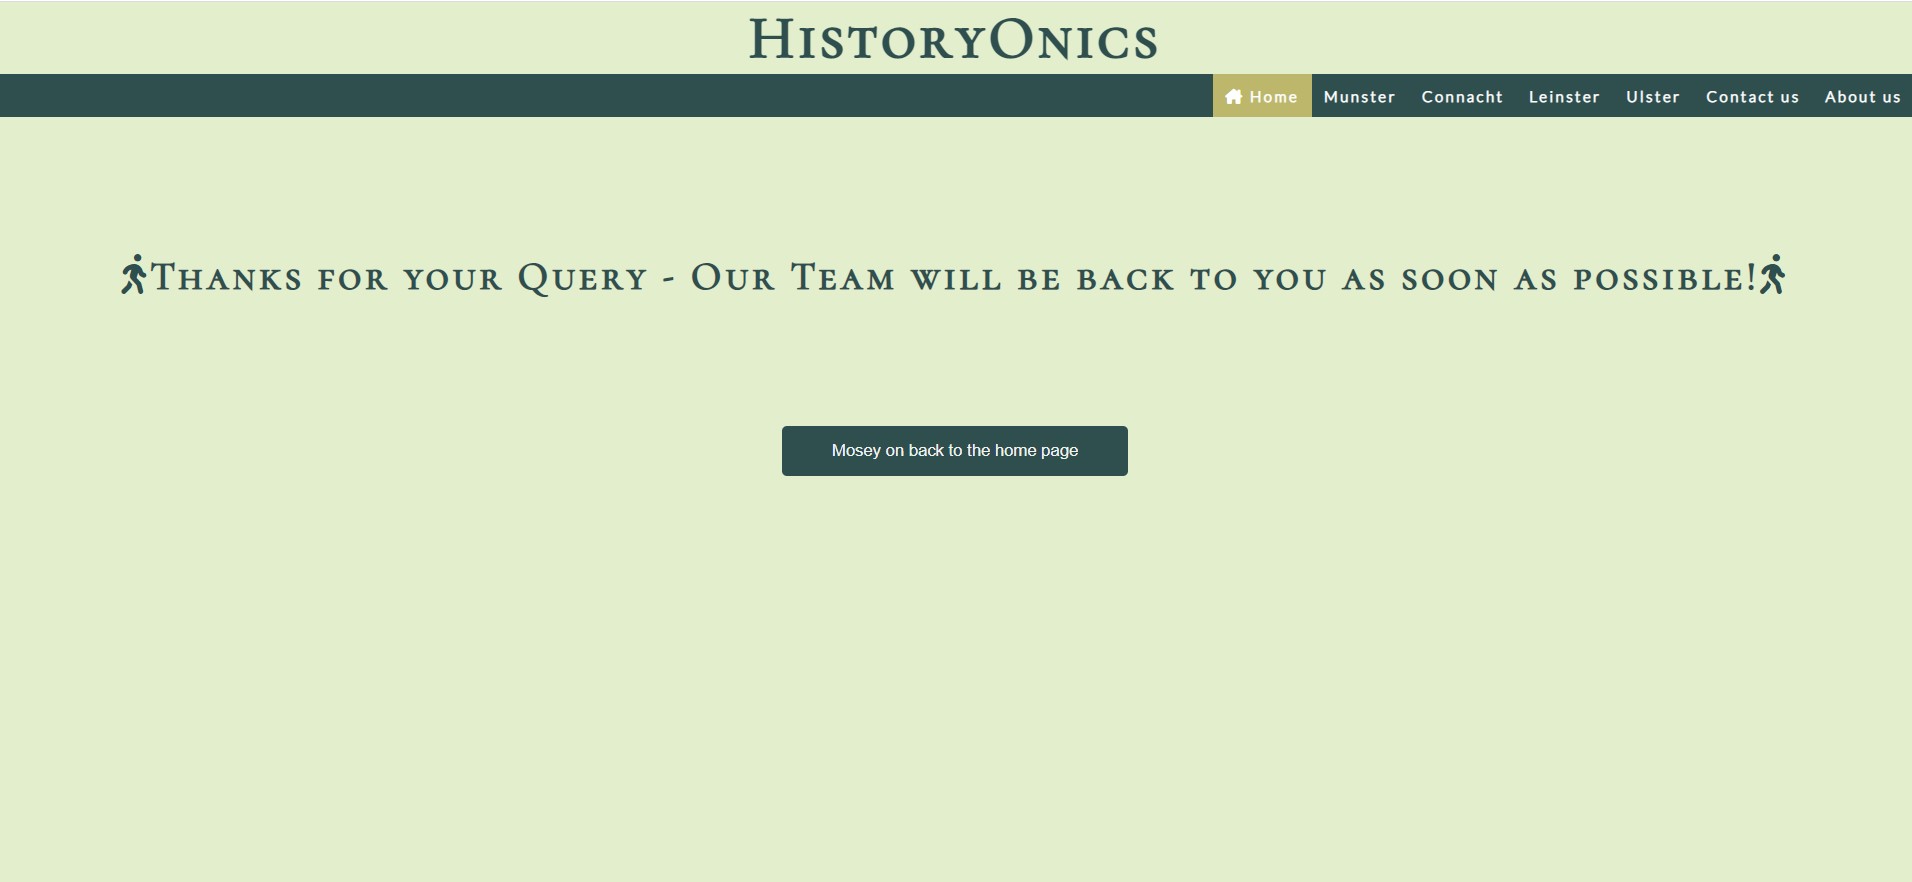 HistoryOnics
Home Munster Connacht Leinster Ulster Contact us About us
Thanks for your Query - Our Team will be back to you as soon as possible!
Mosey on back to the home page